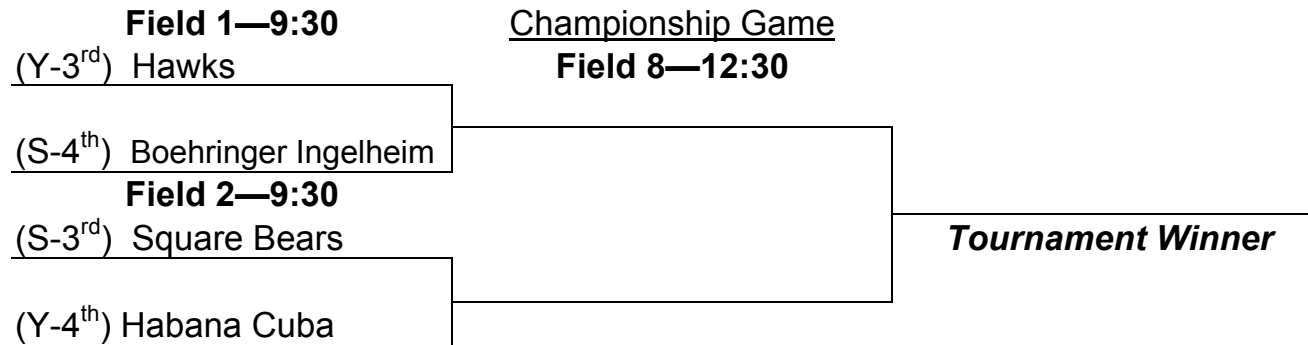 Field 1—9:30 Championship Game
(Y-3rd) Hawks Field 8—12:30
(S-4th) Boehringer Ingelheim
Field 2—9:30
(S-3rd) Square Bears Tournament Winner
(Y-4th) Habana Cuba